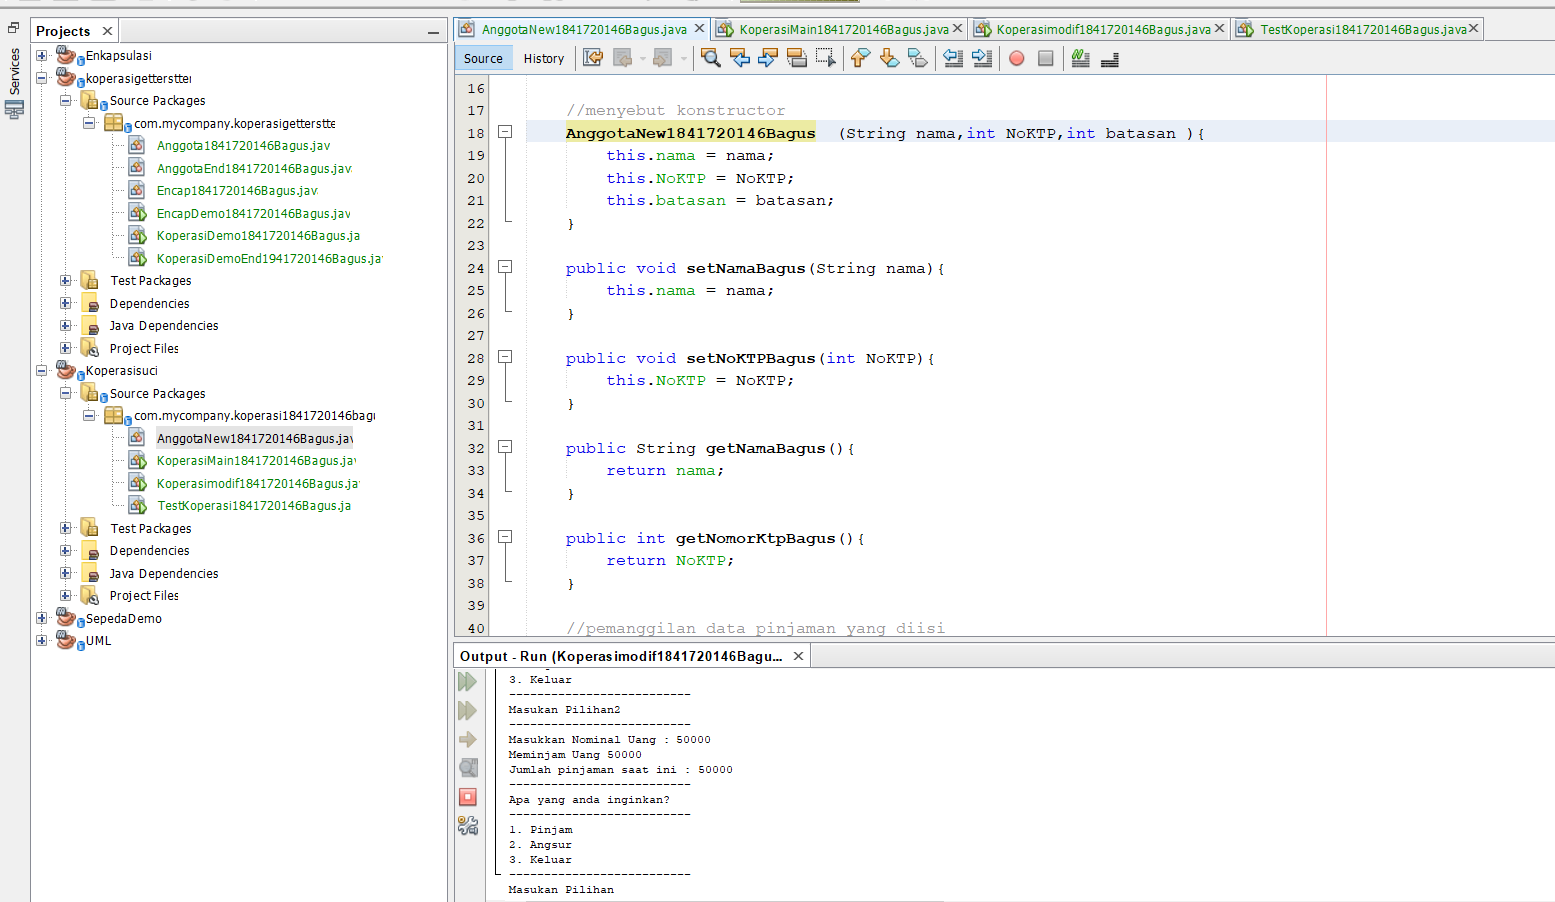 Services
Projects
Enkapsulasi
koperasigetterstter
Source Packages
com.mycompany.koperasigetterstte
Anggota1841720146Bagus.jav
AnggotaEnd1841720146Bagus.jav
Encap1841720146Bagus.jav
EncapDemo1841720146Bagus.jav
KoperasiDemo1841720146Bagus.ja
KoperasiDemoEnd1941720146Bagus.ja
Test Packages
Dependencies
Java Dependencies
Project Files
Koperasisuci
Source Packages
com.mycompany.koperasi1841720146bagu
AnggotaNew1841720146Bagus.jav
KoperasiMain1841720146Bagus.jav
Koperasimodif1841720146Bagus.ja
TestKoperasi1841720146Bagus.ja
Test Packages
Dependencies
Java Dependencies
Project Files
SepedaDemo
UML
AnggotaNew1841720146Bagus.java
KoperasiMain1841720146Bagus.java
Koperasimodif1841720146Bagus.java
TestKoperasi1841720146Bagus.java
Source History
16
17 //menyebut konstructor
18 AnggotaNew1841720146Bagus (String nama,int NoKTP,int batasan ){
19 this.nama = nama;
20 this.NoKTP = NoKTP;
21 this.batasan = batasan;
22 }
23
24 public void setNamaBagus(String nama){
25 this.nama = nama;
26 }
27
28 public void setNoKTPBagus(int NoKTP){
29 this.NoKTP = NoKTP;
30 }
31
32 public String getNamaBagus(){
33 return nama;
34 }
35
36 public int getNomorKtpBagus(){
37 return NoKTP;
38 }
39
40 //pemanggilan data pinjaman yang diisi
Output - Run (Koperasimodif1841720146Bagu...
3. Keluar
--------------------------
Masukan Pilihan2
--------------------------
Masukkan Nominal Uang : 50000
Meminjam Uang 50000
Jumlah pinjaman saat ini : 50000
--------------------------
Apa yang anda inginkan?
--------------------------
1. Pinjam
2. Angsur
3. Keluar
--------------------------
Masukan Pilihan